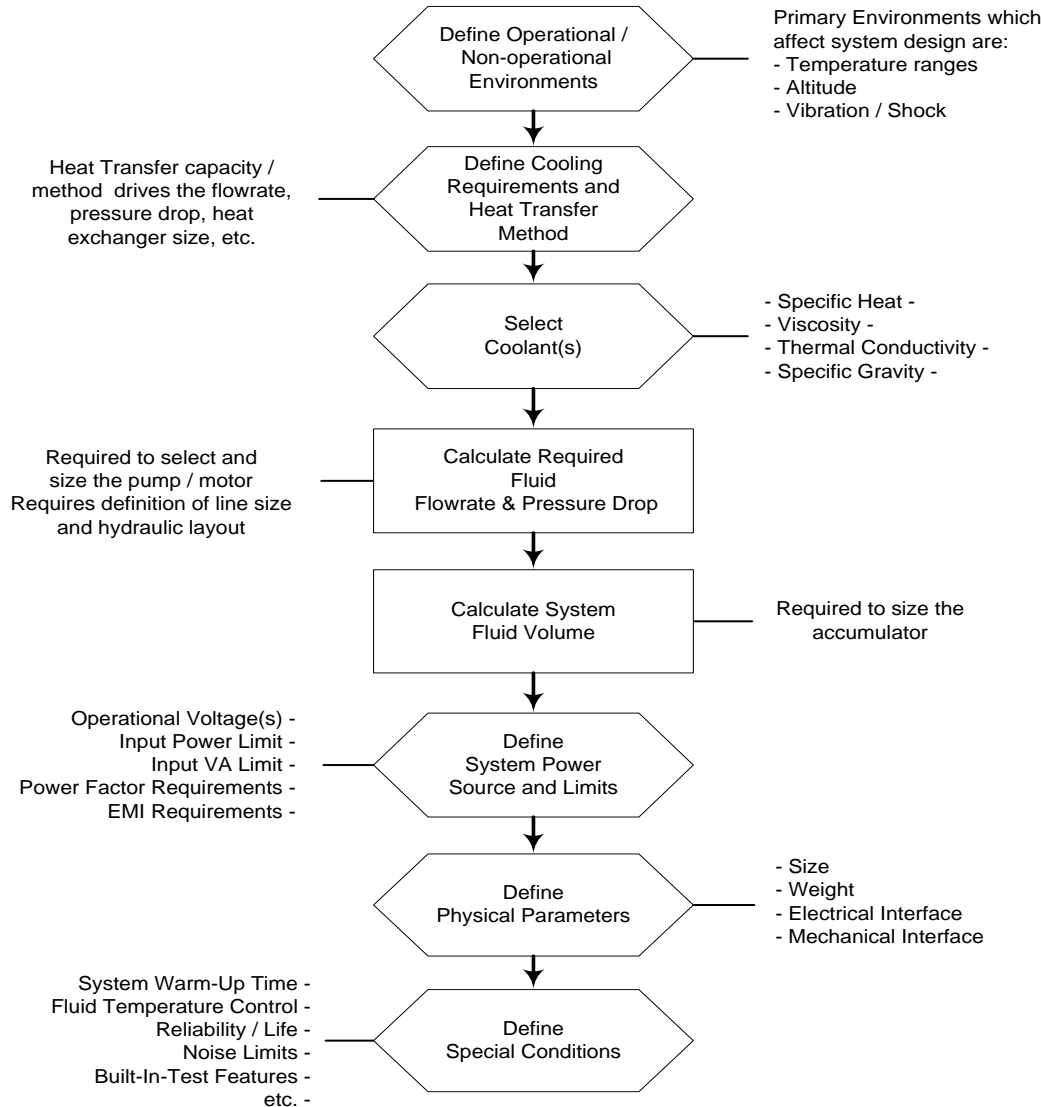 Define Operational /
Non-operational
Environments
Primary Environments which
affect system design are:
- Temperature ranges
- Altitude
- Vibration / Shock
Heat Transfer capacity /
method drives the flowrate,
pressure drop, heat
exchanger size, etc.
Define Cooling
Requirements and
Heat Transfer
Method
Select
Coolant(s)
- Specific Heat -
- Viscosity -
- Thermal Conductivity -
- Specific Gravity -
Required to select and
size the pump / motor
Requires definition of line size
and hydraulic layout
Calculate Required
Fluid
Flowrate & Pressure Drop
Calculate System
Fluid Volume
Required to size the
accumulator
Operational Voltage(s) -
Input Power Limit -
Input VA Limit -
Power Factor Requirements -
EMI Requirements -
Define
System Power
Source and Limits
Define
Physical Parameters
- Size
- Weight
- Electrical Interface
- Mechanical Interface
System Warm-Up Time -
Fluid Temperature Control -
Reliability / Life -
Noise Limits -
Built-In-Test Features -
etc. -
Define
Special Conditions